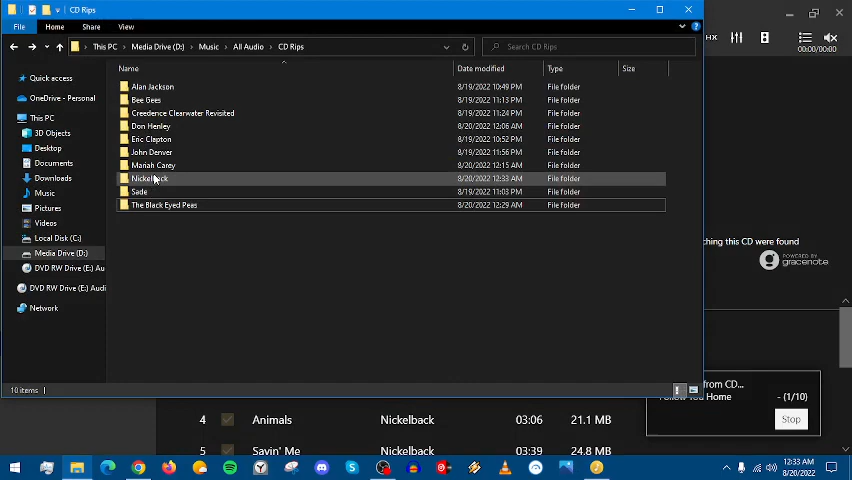 CD Rips
File Home Share View
This PC Media Drive (D:) Music All Audio CD Rips
Search CD Rips
HX
00:00/00:00
Name Date modified Type Size
Quick access
OneDrive - Personal
This PC
3D Objects
Desktop
Documents
Downloads
Music
Pictures
Videos
Local Disk (C:)
Media Drive (D:)
DVD RW Drive (E:) Au
DVD RW Drive (E:) Audi
Network
Alan Jackson 8/19/2022 10:49 PM File folder
Bee Gees 8/19/2022 11:13 PM File folder
Creedence Clearwater Revisited 8/19/2022 11:24 PM File folder
Don Henley 8/20/2022 12:06 AM File folder
Eric Clapton 8/19/2022 10:52 PM File folder
John Denver 8/19/2022 11:56 PM File folder
Mariah Carey 8/20/2022 12:15 AM File folder
Nickelback 8/20/2022 12:33 AM File folder
Sade 8/19/2022 11:03 PM File folder
The Black Eyed Peas 8/20/2022 12:29 AM File folder
ching this CD were found
POWERED BY
gracenote
10 items
from CD...
Follow You Home - (1/10)
Stop
4 Animals Nickelback 03:06 21.1 MB
5 Savin' Me Nickelback 03:39 24.8 MB
12:33 AM
8/20/2022